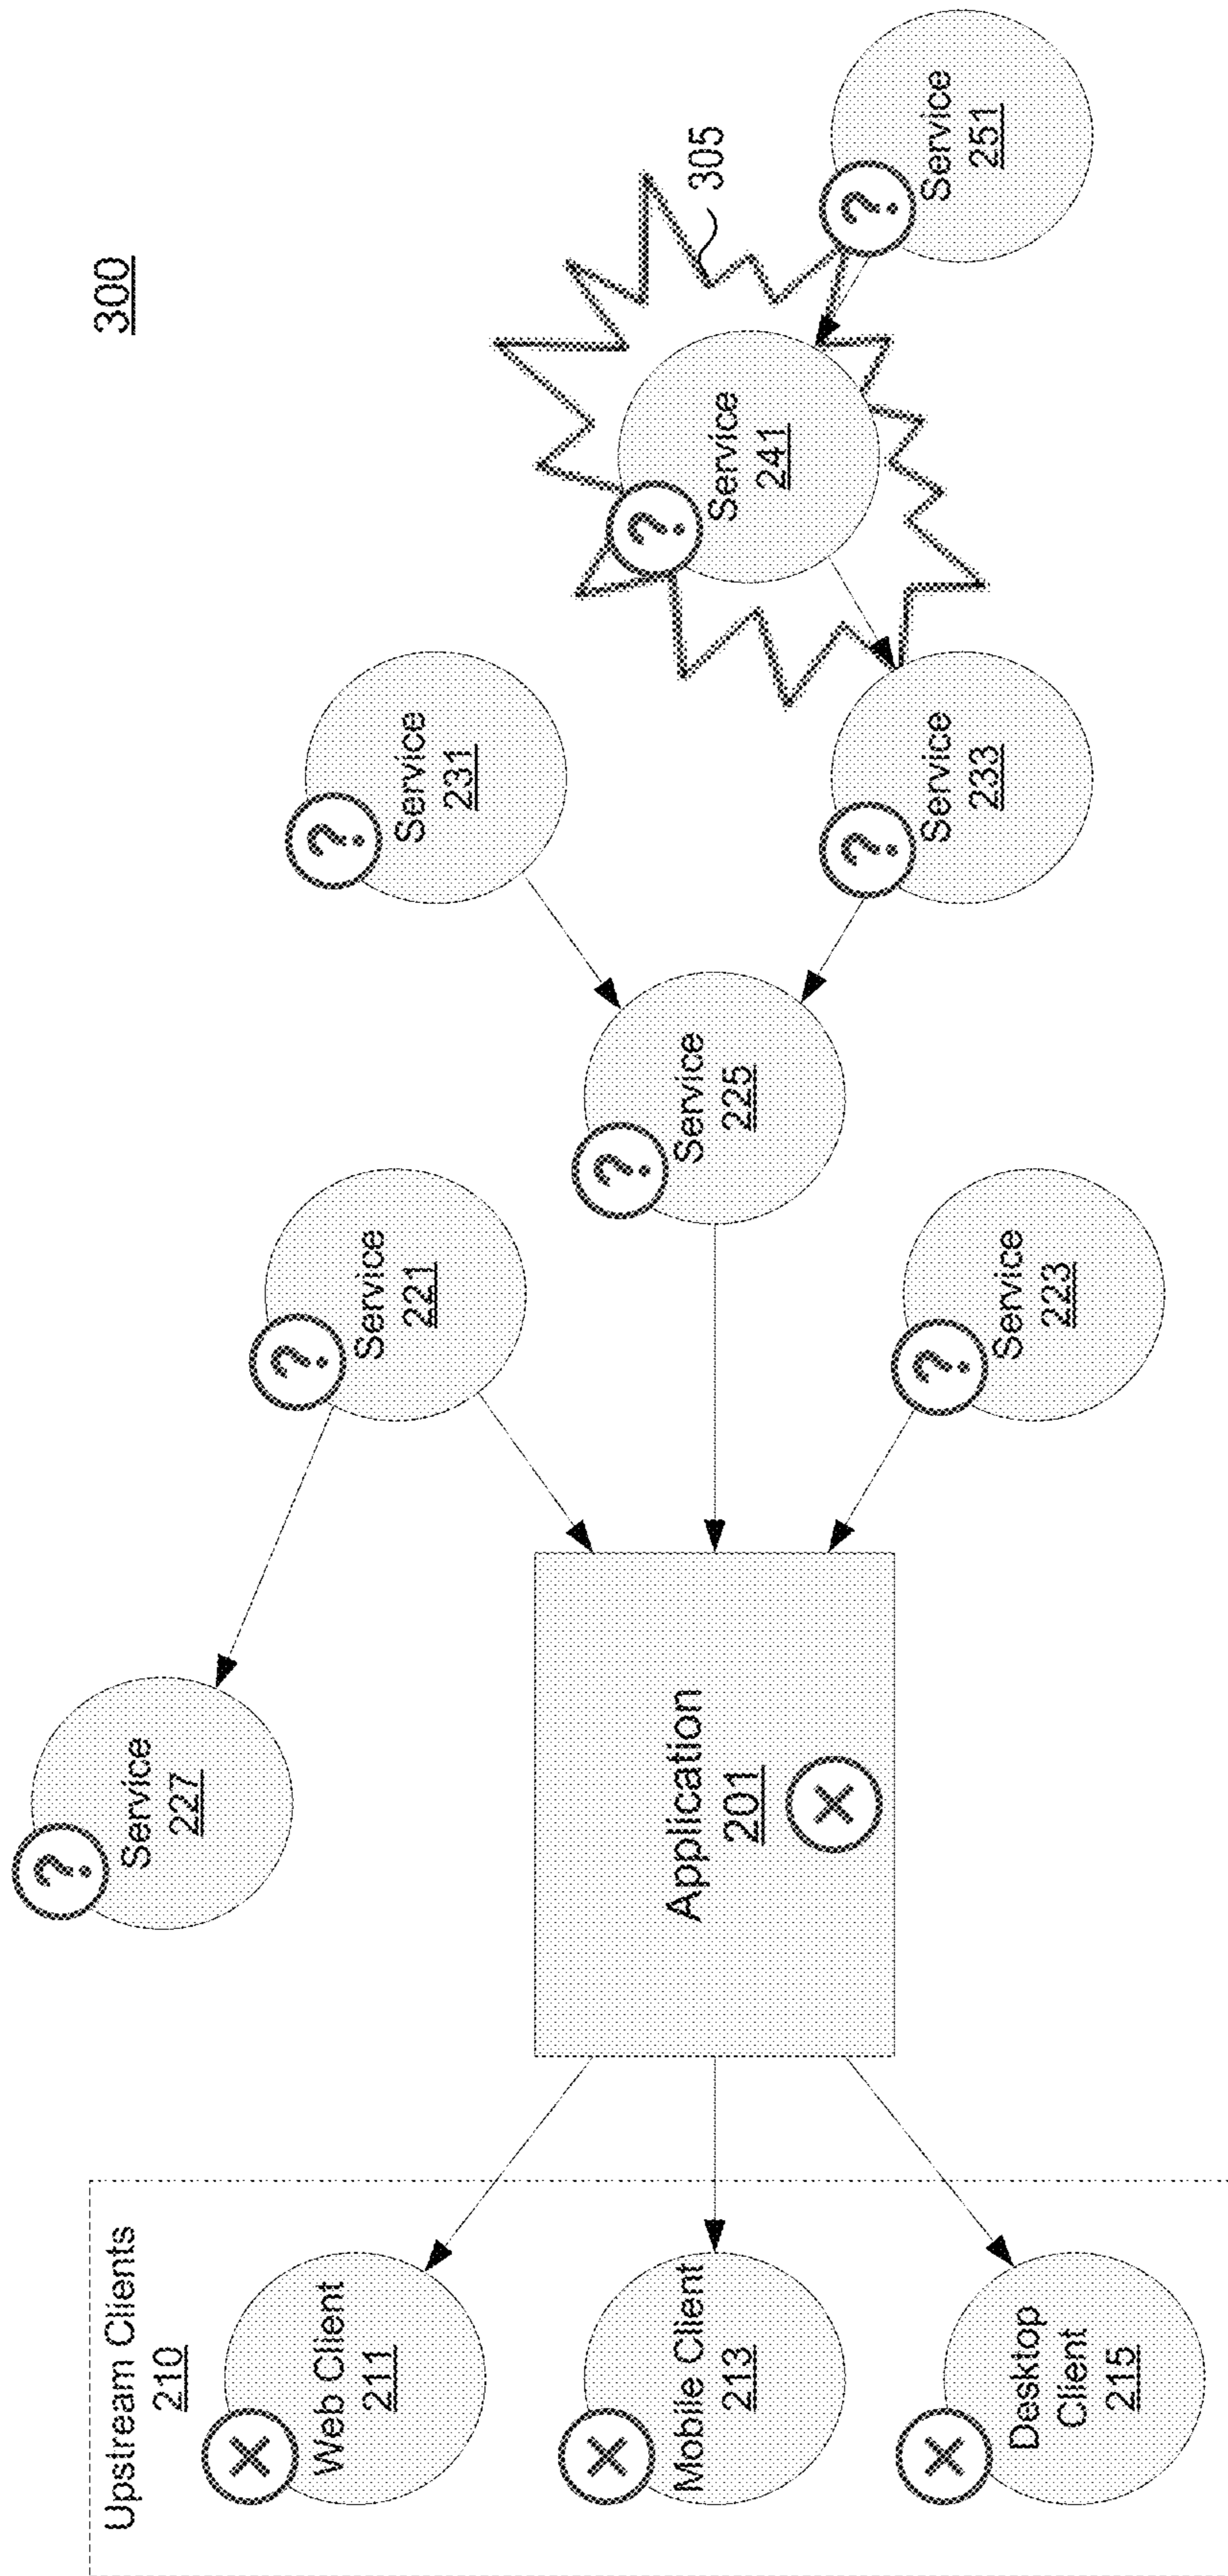 300
Upstream Clients
210
Web Client
211
Mobile Client
213
Desktop
Client
215
Application
201
Service
227
Service
221
Service
225
Service
223
Service
231
Service
233
Service
241
305
Service
251
X
X
X
X
?
?
?
?
?
?
?
?